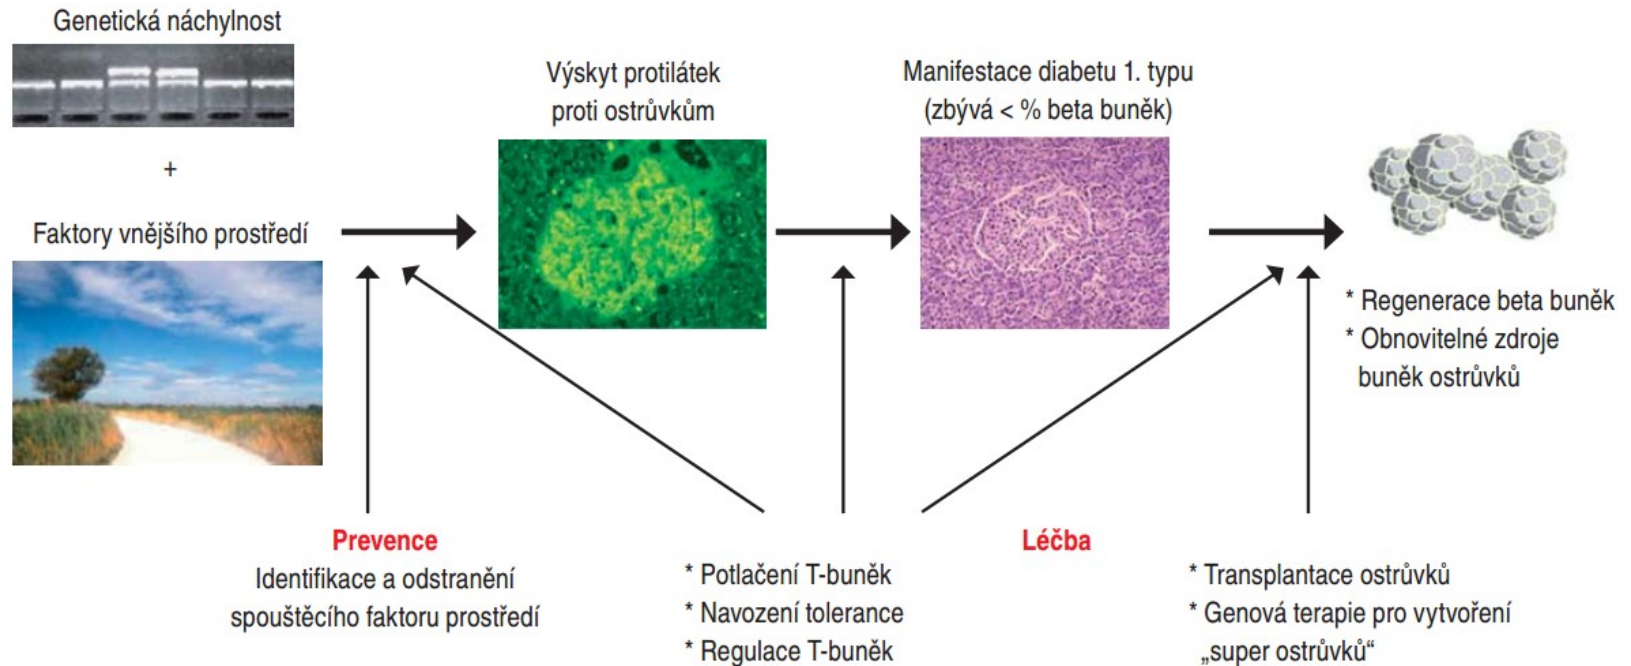 Genetická náchylnost
+
Faktory vnějšího prostředí
Výskyt protilátek
proti ostrůvkům
Manifestace diabetu 1. typu
(zbývá < % beta buněk)
* Regenerace beta buněk
* Obnovitelné zdroje
buněk ostrůvků
Prevence
Identifikace a odstranění
spouštěcího faktoru prostředí
* Potlačení T-buněk
* Navození tolerance
* Regulace T-buněk
Léčba
* Transplantace ostrůvků
* Genová terapie pro vytvoření
„super ostrůvků“